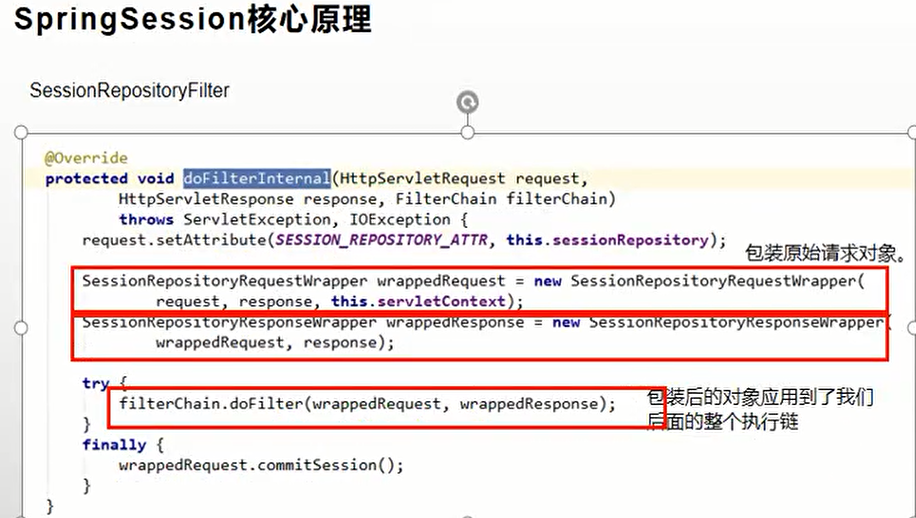 SpringSession核心原理
SessionRepositoryFilter
@Override
protected void doFilterInternal(HttpServletRequest request,
HttpServletResponse response, FilterChain filterChain)
throws ServletException, IOException {
request.setAttribute(SESSION_REPOSITORY_ATTR, this.sessionRepository);
包装原始请求对象。
SessionRepositoryRequestWrapper wrappedRequest = new SessionRepositoryRequestWrapper(
request, response, this.servletContext);
SessionRepositoryResponseWrapper wrappedResponse = new SessionRepositoryResponseWrapper(
wrappedRequest, response);
try {
filterChain.doFilter(wrappedRequest, wrappedResponse);
包装后的对象应用到了我们
后面的整个执行链
}
finally {
wrappedRequest.commitSession();
}
}